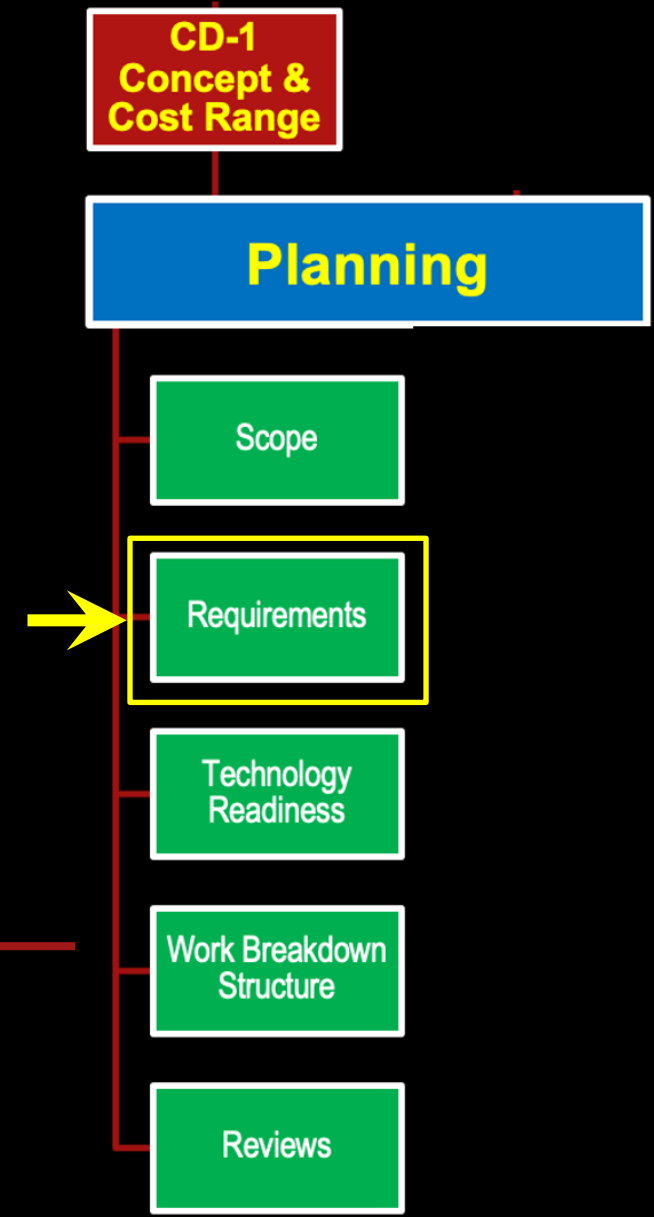 CD-1
Concept &
Cost Range
Planning
Scope
Requirements
Technology
Readiness
Work Breakdown
Structure
Reviews